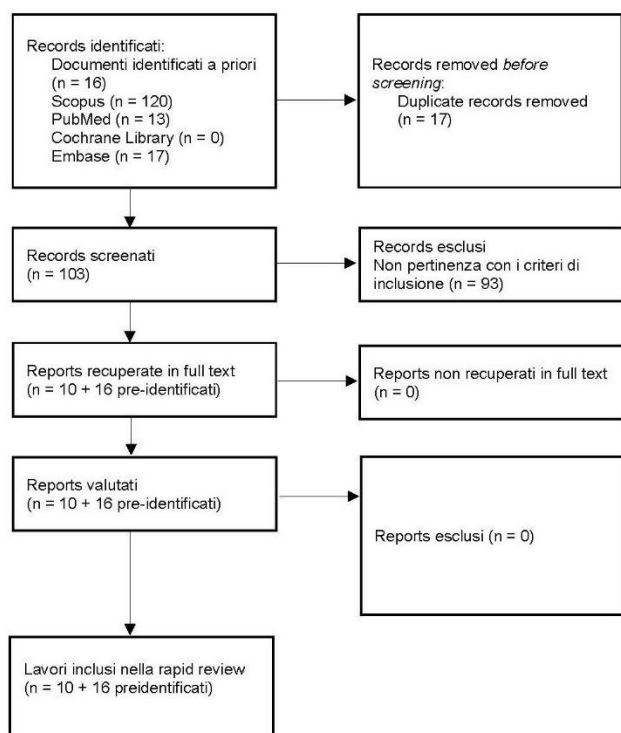 Records identificati:
Documenti identificati a priori
(n = 16)
Scopus (n = 120)
PubMed (n = 13)
Cochrane Library (n = 0)
Embase (n = 17)
Records removed before
screening:
Duplicate records removed
(n = 17)
Records screenati
(n = 103)
Records esclusi
Non pertinenza con i criteri di
inclusione (n = 93)
Reports recuperate in full text
(n = 10 + 16 pre-identificati)
Reports non recuperati in full text
(n = 0)
Reports valutati
(n = 10 + 16 pre-identificati)
Reports esclusi (n = 0)
Lavori inclusi nella rapid review
(n = 10 + 16 preidentificati)